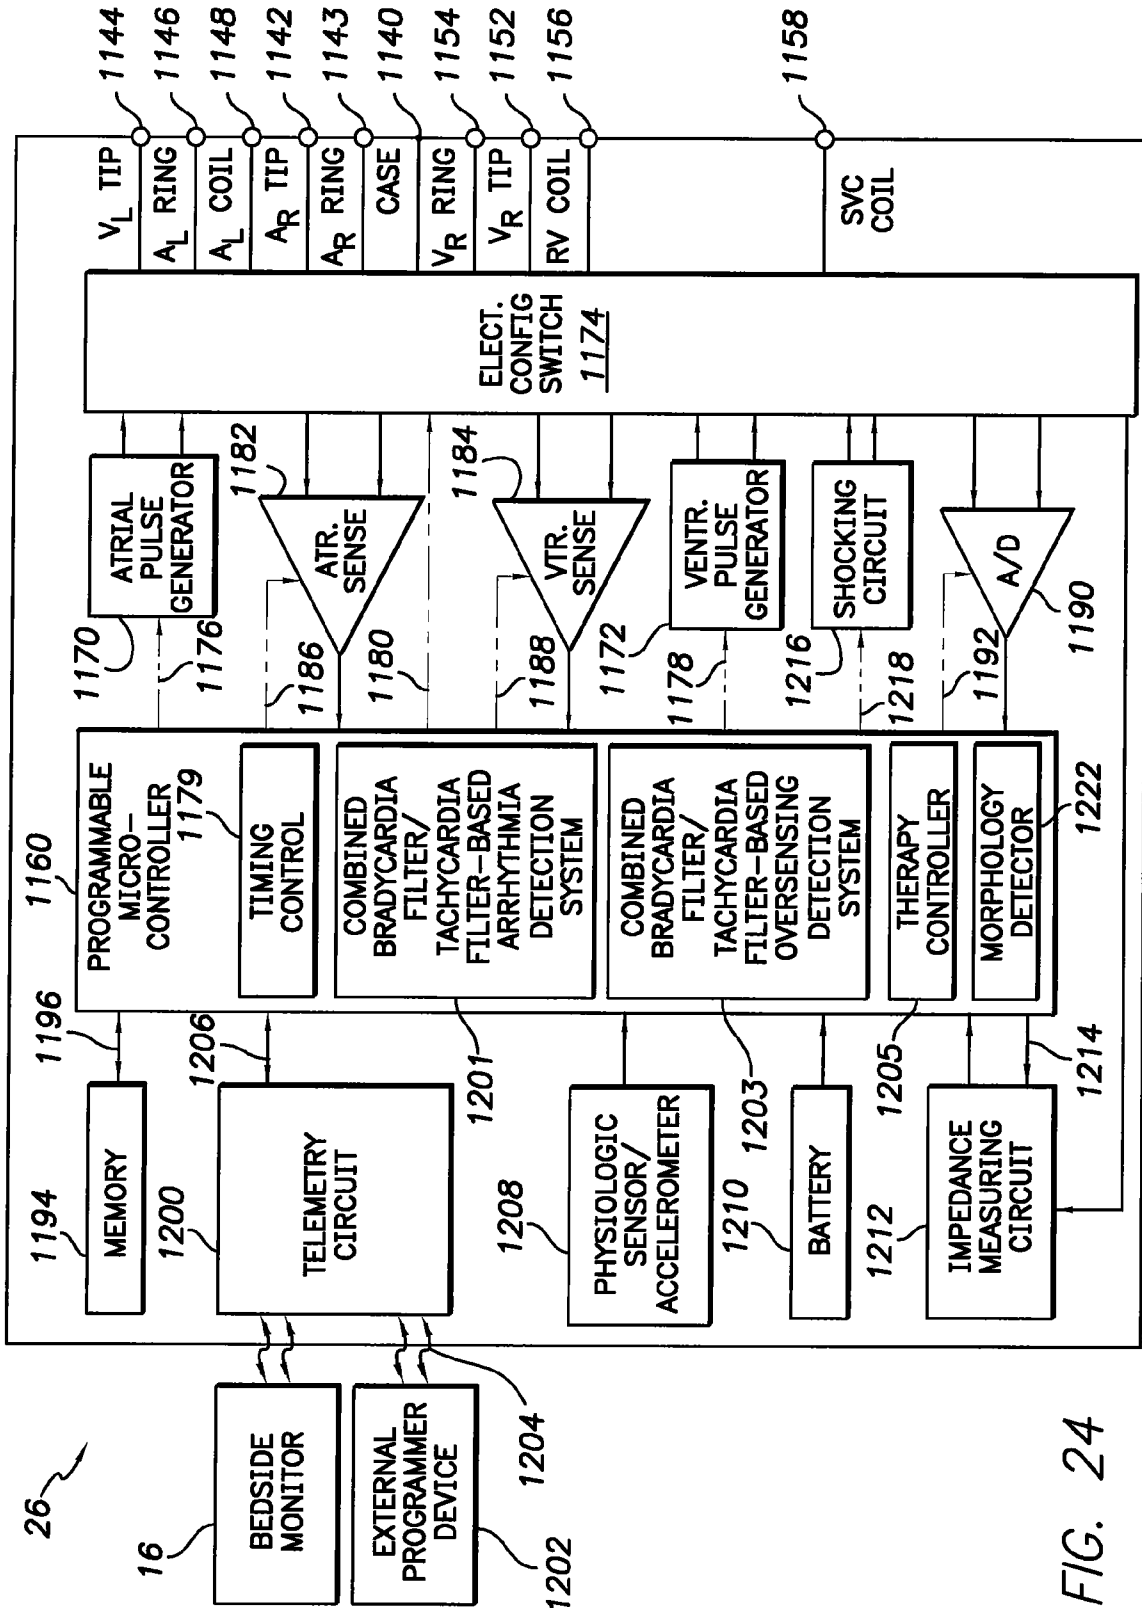 26
V_L TIP
1144
A_L RING
1146
A_L COIL
1148
A_R TIP
1142
A_R RING
1143
CASE
1140
V_R RING
1154
V_R TIP
1152
RV COIL
1156
SVC
COIL
1158
ELECT.
CONFIG
SWITCH
1174
ATRIAL
PULSE
GENERATOR
1170
1176
ATR.
SENSE
1182
1186
1180
VTR.
SENSE
1184
1188
VENTR.
PULSE
GENERATOR
1172
1178
SHOCKING
CIRCUIT
1216
1218
A/D
1190
1192
1160
PROGRAMMABLE
MICRO-
CONTROLLER
1179
TIMING
CONTROL
COMBINED
BRADYCARDIA
FILTER/
TACHYCARDIA
FILTER-BASED
ARRHYTHMIA
DETECTION
SYSTEM
1201
COMBINED
BRADYCARDIA
FILTER/
TACHYCARDIA
FILTER-BASED
OVERSENSING
DETECTION
SYSTEM
1203
THERAPY
CONTROLLER
1205
MORPHOLOGY
DETECTOR
1222
1196
1206
1214
MEMORY
1194
TELEMETRY
CIRCUIT
1200
PHYSIOLOGIC
SENSOR/
ACCELEROMETER
1208
BATTERY
1210
IMPEDANCE
MEASURING
CIRCUIT
1212
BEDSIDE
MONITOR
16
EXTERNAL
PROGRAMMER
DEVICE
1202
1204
FIG. 24